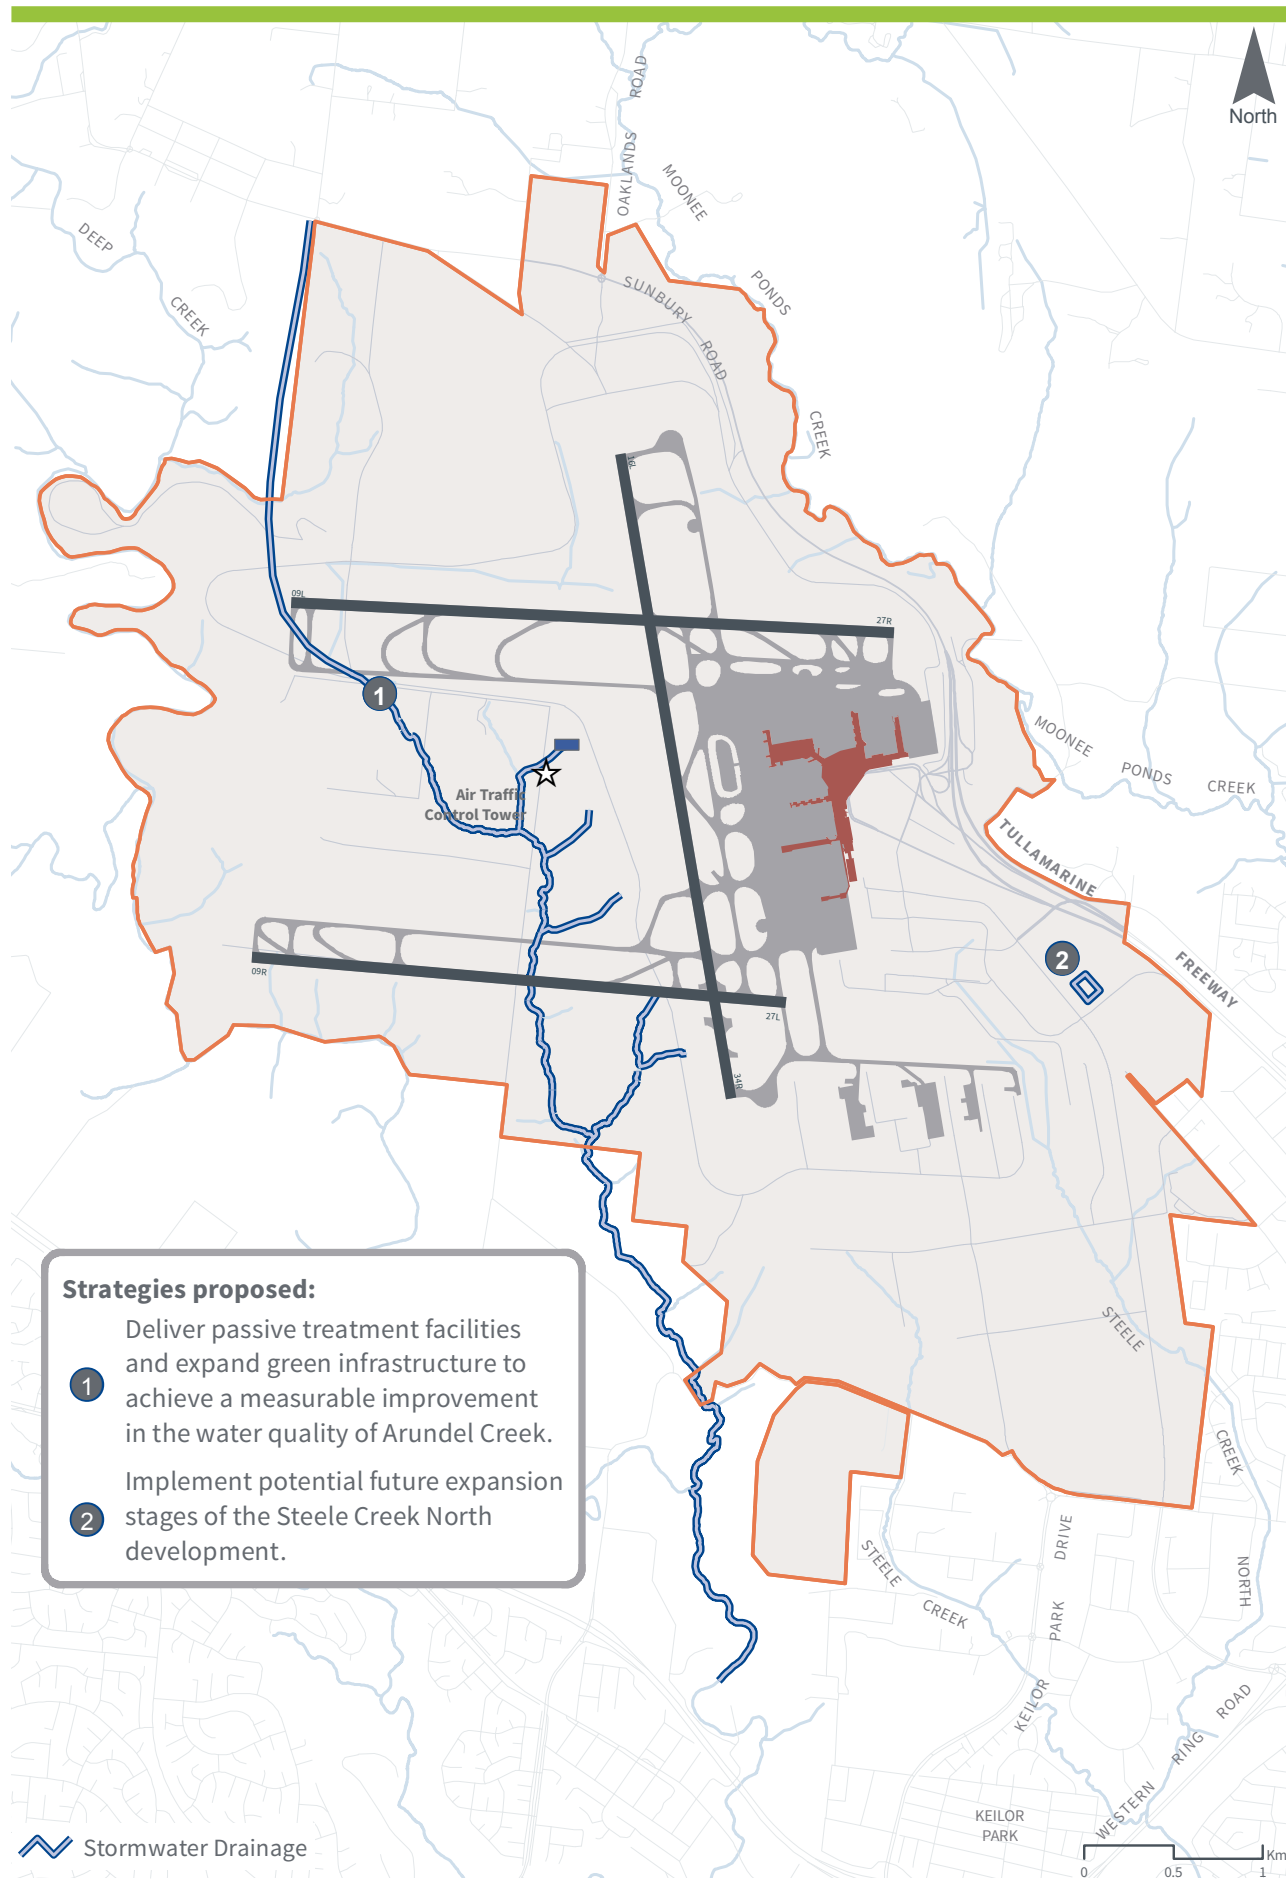 North
OAKLANDS ROAD
MOONEE PONDS CREEK
DEEP CREEK
SUNBURY ROAD
16L
09L
27R
1
Air Traffic
Control Tower
MOONEE PONDS CREEK
TULLAMARINE FREEWAY
2
09R
27L
34R
Strategies proposed:
1
Deliver passive treatment facilities
and expand green infrastructure to
achieve a measurable improvement
in the water quality of Arundel Creek.
2
Implement potential future expansion
stages of the Steele Creek North
development.
STEELE CREEK NORTH
STEELE CREEK
KEILOR PARK DRIVE
WESTERN RING ROAD
KEILOR
PARK
Stormwater Drainage
Km
0 0.5 1